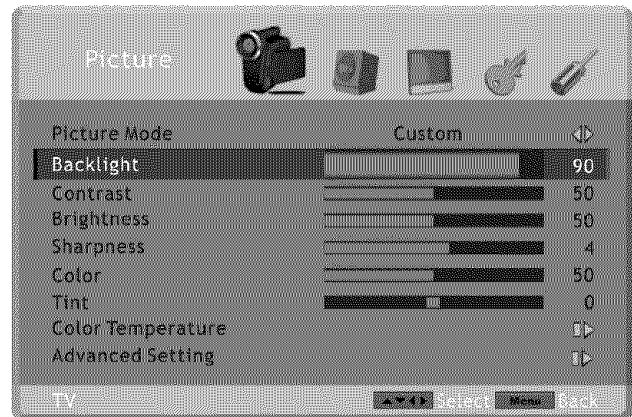 Picture
Picture Mode Custom
Backlight 90
Contrast 50
Brightness 50
Sharpness 4
Color 50
Tint 0
Color Temperature
Advanced Setting
TV Select Menu Back